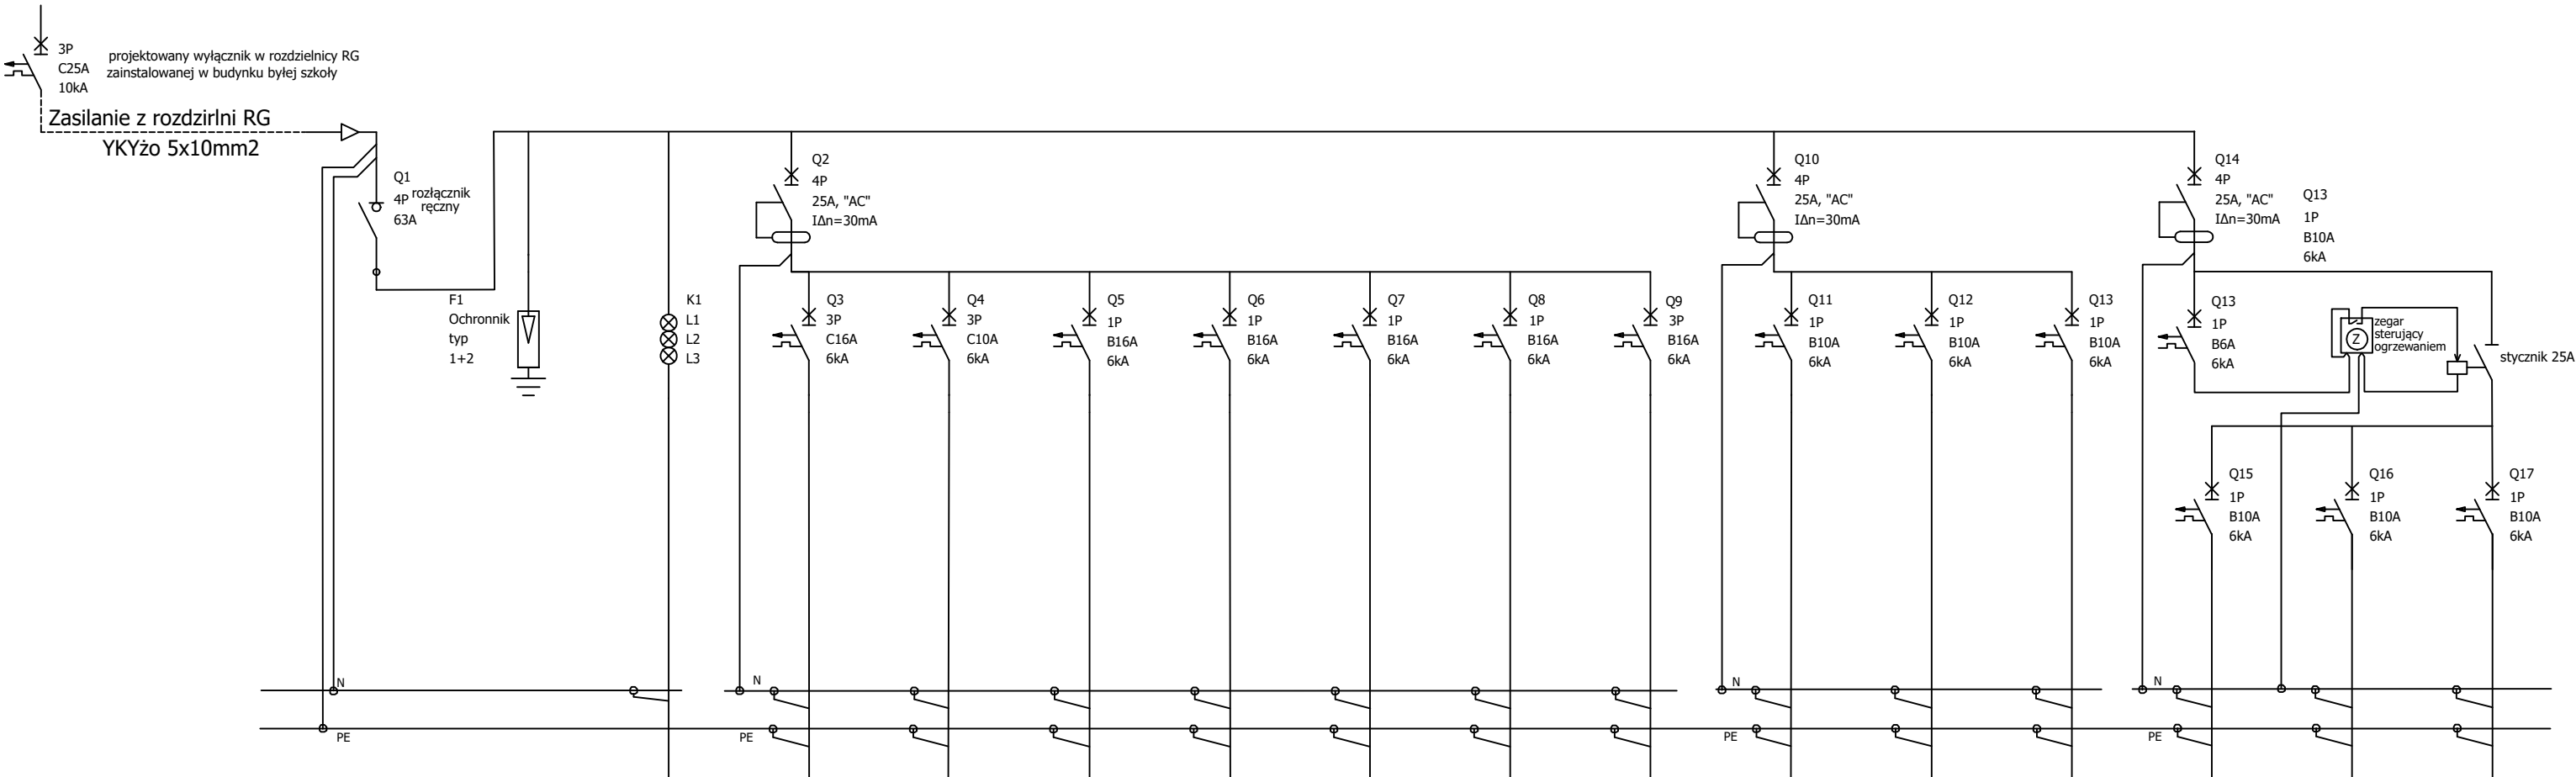 3P
C25A
10kA
projektowany wyłącznik w rozdzielnicy RG
zainstalowanej w budynku byłej szkoły
Zasilanie z rozdzirlni RG
YKYżo 5x10mm2
Q1
4P
63A
rozłącznik
ręczny
F1
Ochronnik
typ
1+2
K1
L1
L2
L3
Q2
4P
25A, "AC"
IΔn=30mA
Q3
3P
C16A
6kA
Q4
3P
C10A
6kA
Q5
1P
B16A
6kA
Q6
1P
B16A
6kA
Q7
1P
B16A
6kA
Q8
1P
B16A
6kA
Q9
3P
B16A
6kA
Q10
4P
25A, "AC"
IΔn=30mA
Q11
1P
B10A
6kA
Q12
1P
B10A
6kA
Q13
1P
B10A
6kA
Q14
4P
25A, "AC"
IΔn=30mA
Q13
1P
B10A
6kA
Q13
1P
B6A
6kA
Z
zegar
sterujący
ogrzewaniem
stycznik 25A
Q15
1P
B10A
6kA
Q16
1P
B10A
6kA
Q17
1P
B10A
6kA
N
N
N
N
PE
PE
PE
PE